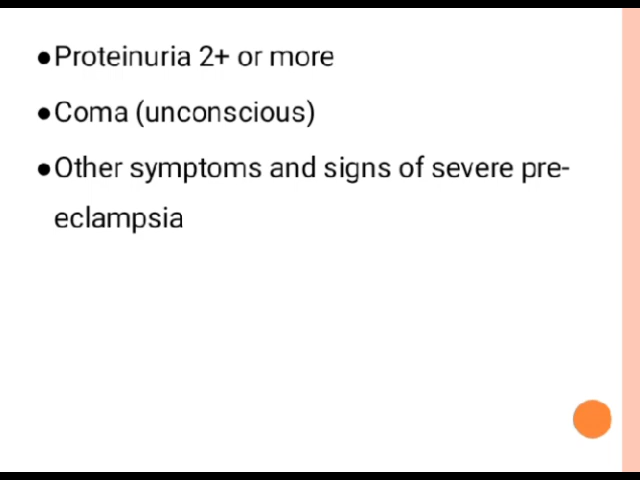 ●Proteinuria 2+ or more
●Coma (unconscious)
●Other symptoms and signs of severe pre-
eclampsia